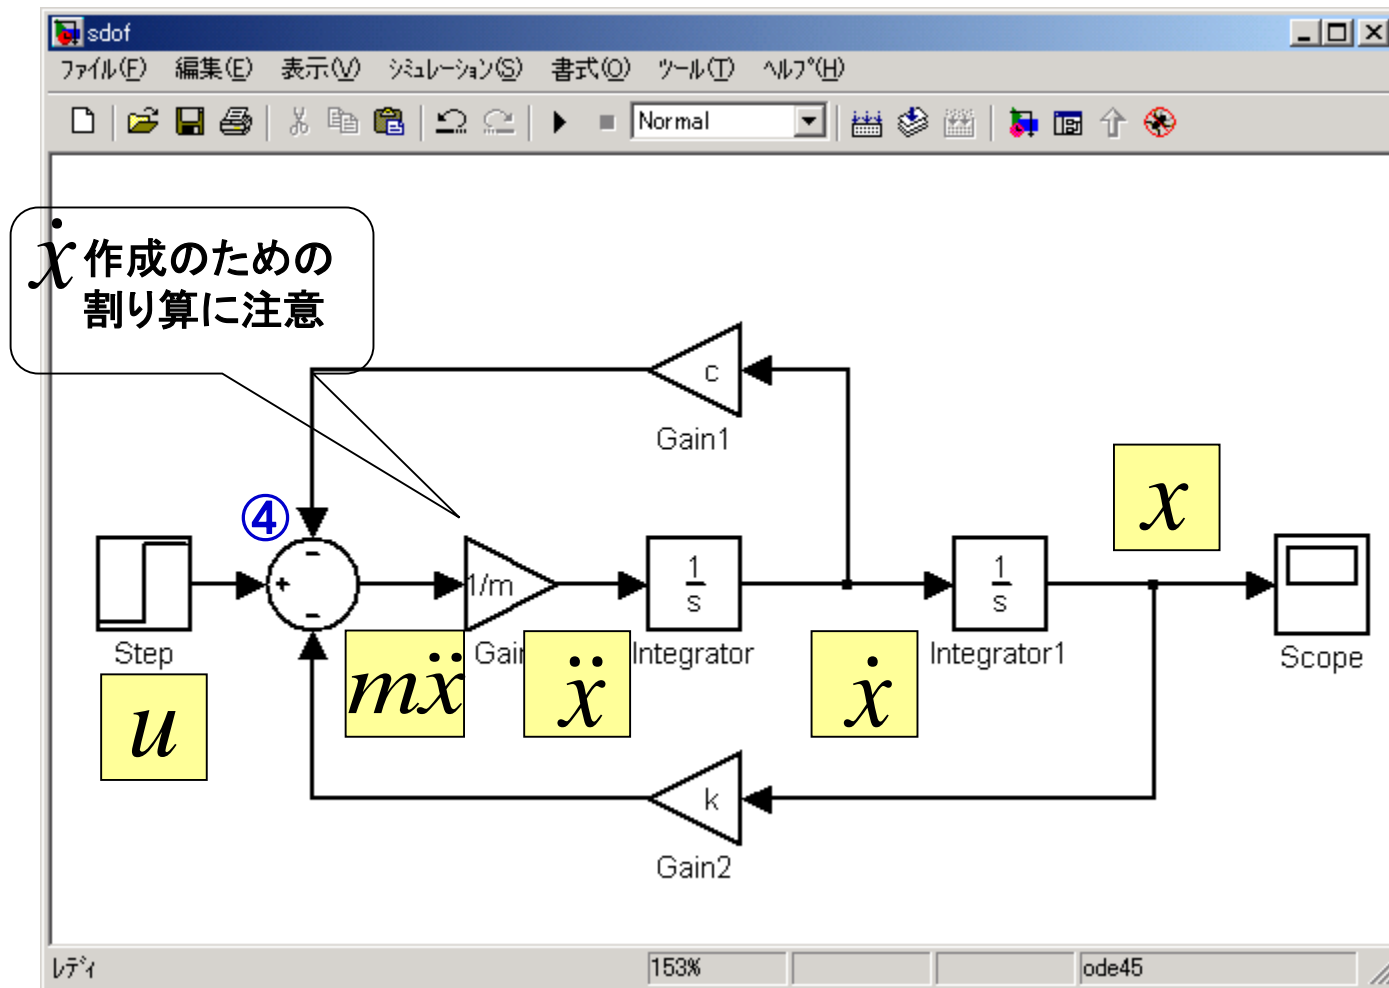 sdof
ファイル(F) 編集(E) 表示(V) シミュレーション(S) 書式(O) ツール(T) ヘルプ(H)
Normal
ẋ 作成のための
割り算に注意
c
Gain1
x
④
-
+
-
1/m
1/s
1/s
Step
Gain
Integrator
Integrator1
Scope
u
mẍ
ẍ
ẋ
k
Gain2
レディ 153% ode45